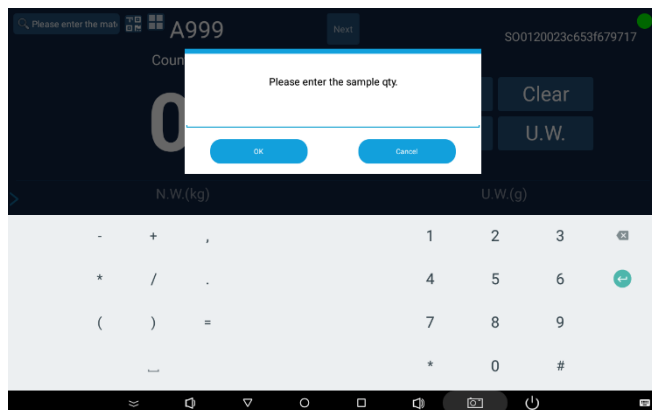 Please enter the mat
A999
Next
SO0120023c653f679717
Coun
Please enter the sample qty.
Clear
0
U.W.
OK
Cancel
N.W.(kg)
U.W.(g)
- + , 1 2 3
* / . 4 5 6
( ) = 7 8 9
* 0 #